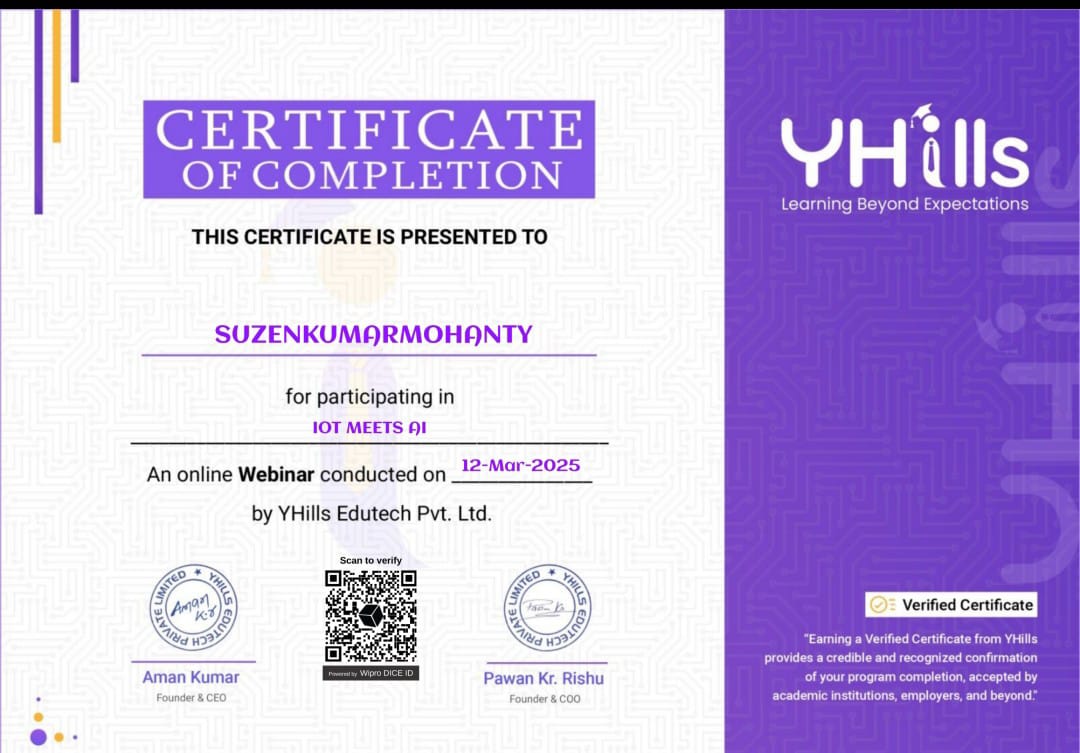 CERTIFICATE
OF COMPLETION
THIS CERTIFICATE IS PRESENTED TO
SUZENKUMARMOHANTY
for participating in
IOT MEETS AI
An online Webinar conducted on 12-Mar-2025
by YHills Edutech Pvt. Ltd.
YHILLS EDUTECH PRIVATE LIMITED
Aman Kr
Aman Kumar
Founder & CEO
Scan to verify
Powered by Wipro DICE ID
YHILLS EDUTECH PRIVATE LIMITED
Pawan Kr. Rishu
Founder & COO
YHills
Learning Beyond Expectations
YHills
Verified Certificate
“Earning a Verified Certificate from YHills
provides a credible and recognized confirmation
of your program completion, accepted by
academic institutions, employers, and beyond.”